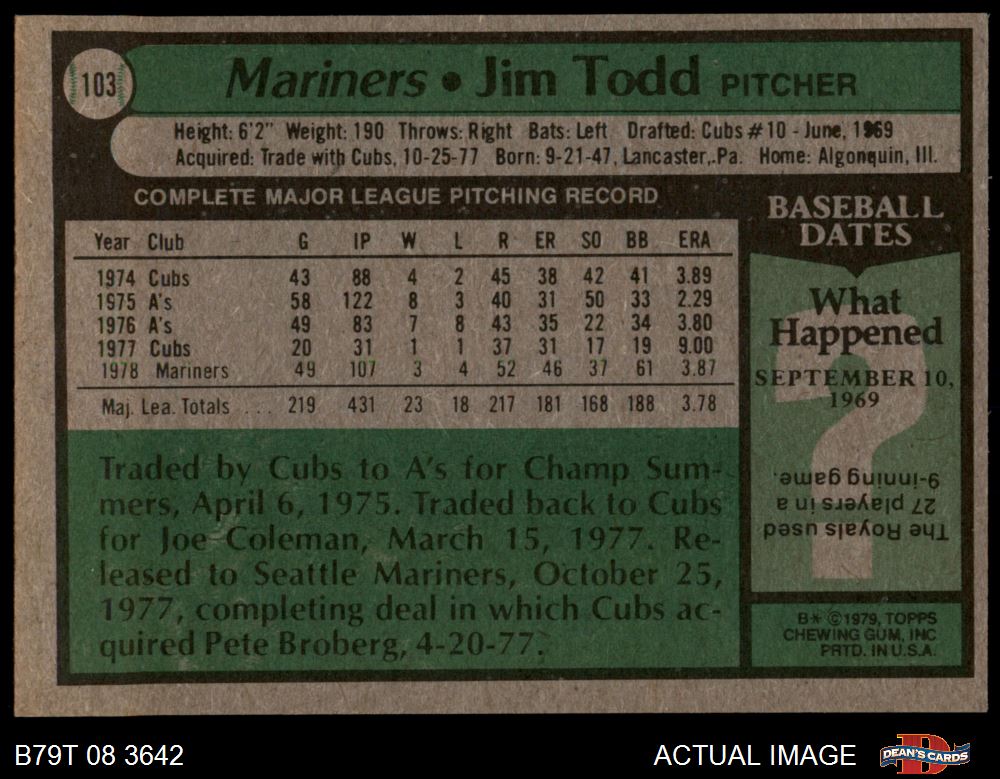 103
Mariners • Jim Todd PITCHER
Height: 6'2" Weight: 190 Throws: Right Bats: Left Drafted: Cubs #10 - June, 1969
Acquired: Trade with Cubs, 10-25-77 Born: 9-21-47, Lancaster, Pa. Home: Algonquin, Ill.
COMPLETE MAJOR LEAGUE PITCHING RECORD
Year Club G IP W L R ER SO BB ERA
1974 Cubs 43 88 4 2 45 38 42 41 3.89
1975 A's 58 122 8 3 40 31 50 33 2.29
1976 A's 49 83 7 8 43 35 22 34 3.80
1977 Cubs 20 31 1 1 37 31 17 19 9.00
1978 Mariners 49 107 3 4 52 46 37 61 3.87
Maj. Lea. Totals ... 219 431 23 18 217 181 168 188 3.78
Traded by Cubs to A's for Champ Sum-
mers, April 6, 1975. Traded back to Cubs
for Joe Coleman, March 15, 1977. Re-
leased to Seattle Mariners, October 25,
1977, completing deal in which Cubs ac-
quired Pete Broberg, 4-20-77.
BASEBALL
DATES
What
Happened
SEPTEMBER 10,
1969
The Royals used
27 players in a
9-inning game.
B* ©1979, TOPPS
CHEWING GUM, INC
PRTD. IN U.S.A.
B79T 08 3642
ACTUAL IMAGE
DEAN'S CARDS